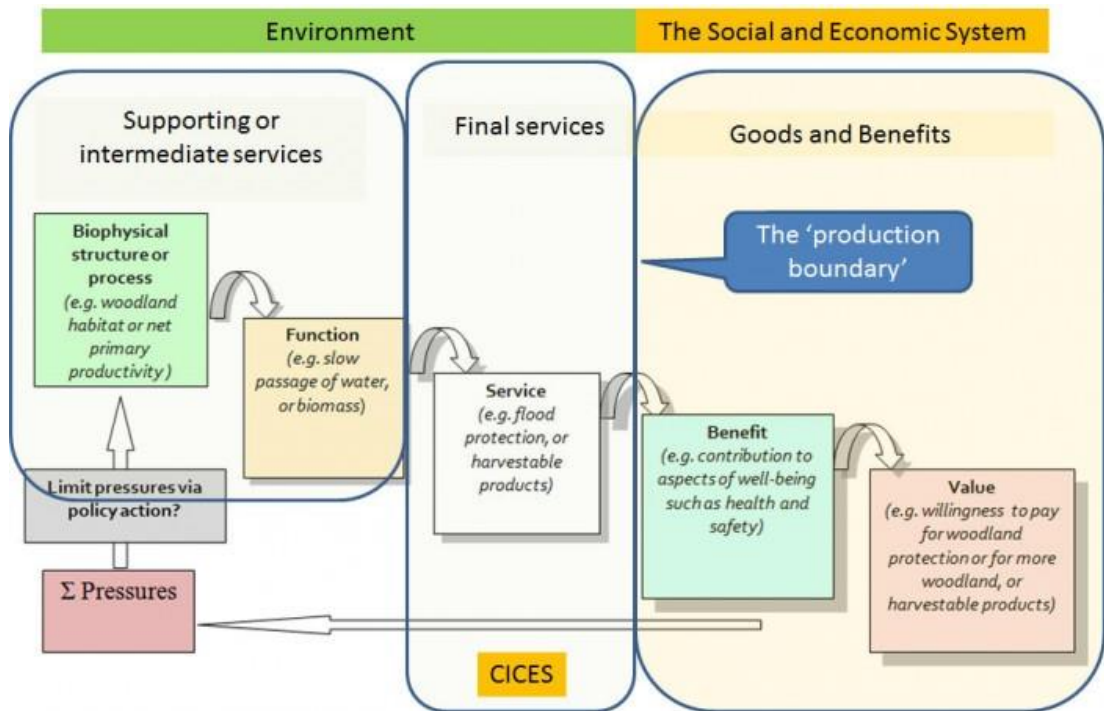 Environment
The Social and Economic System
Supporting or
intermediate services
Final services
Goods and Benefits
The ‘production
boundary’
Biophysical
structure or
process
(e.g. woodland
habitat or net
primary
productivity )
Function
(e.g. slow
passage of water,
or biomass)
Service
(e.g. flood
protection, or
harvestable
products)
Benefit
(e.g. contribution to
aspects of well-being
such as health and
safety)
Value
(e.g. willingness to pay
for woodland
protection or for more
woodland, or
harvestable products)
Limit pressures via
policy action?
Σ Pressures
CICES